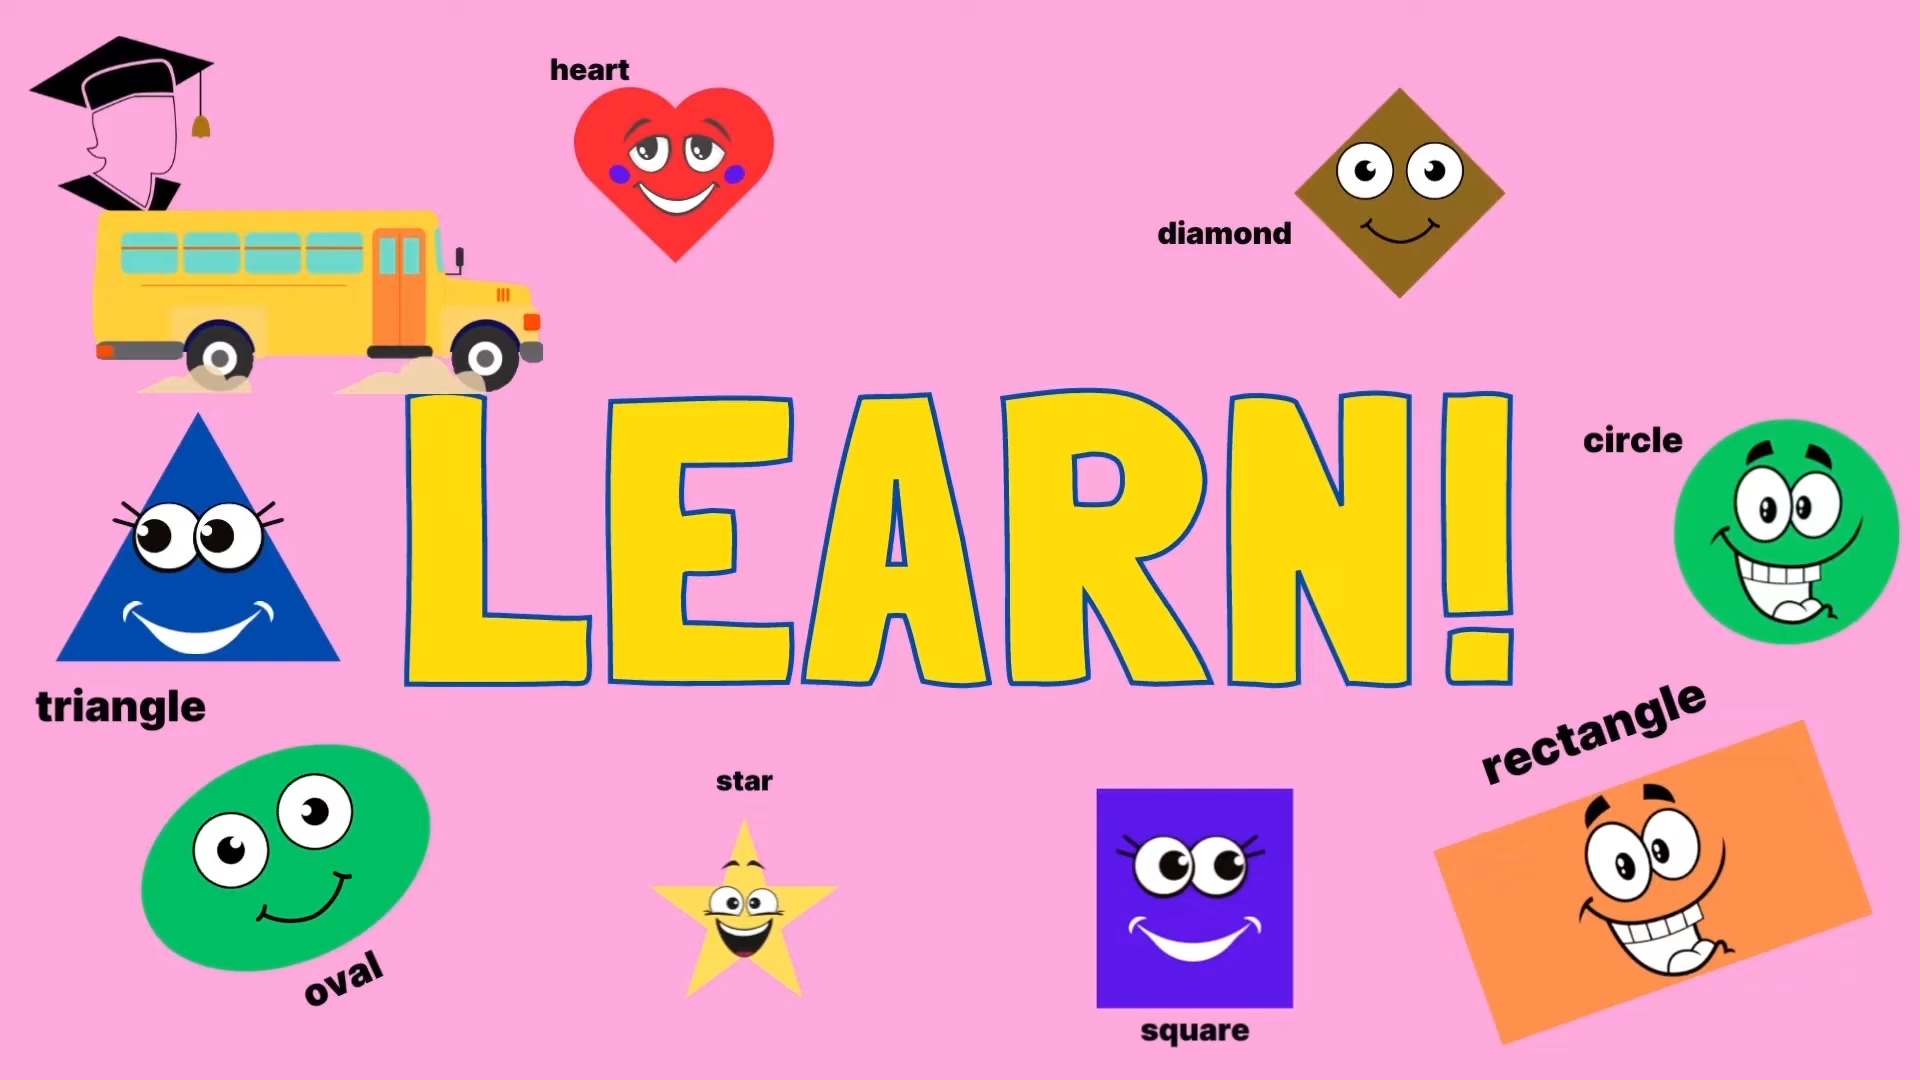 heart
diamond
LEARN!
circle
triangle
rectangle
star
oval
square